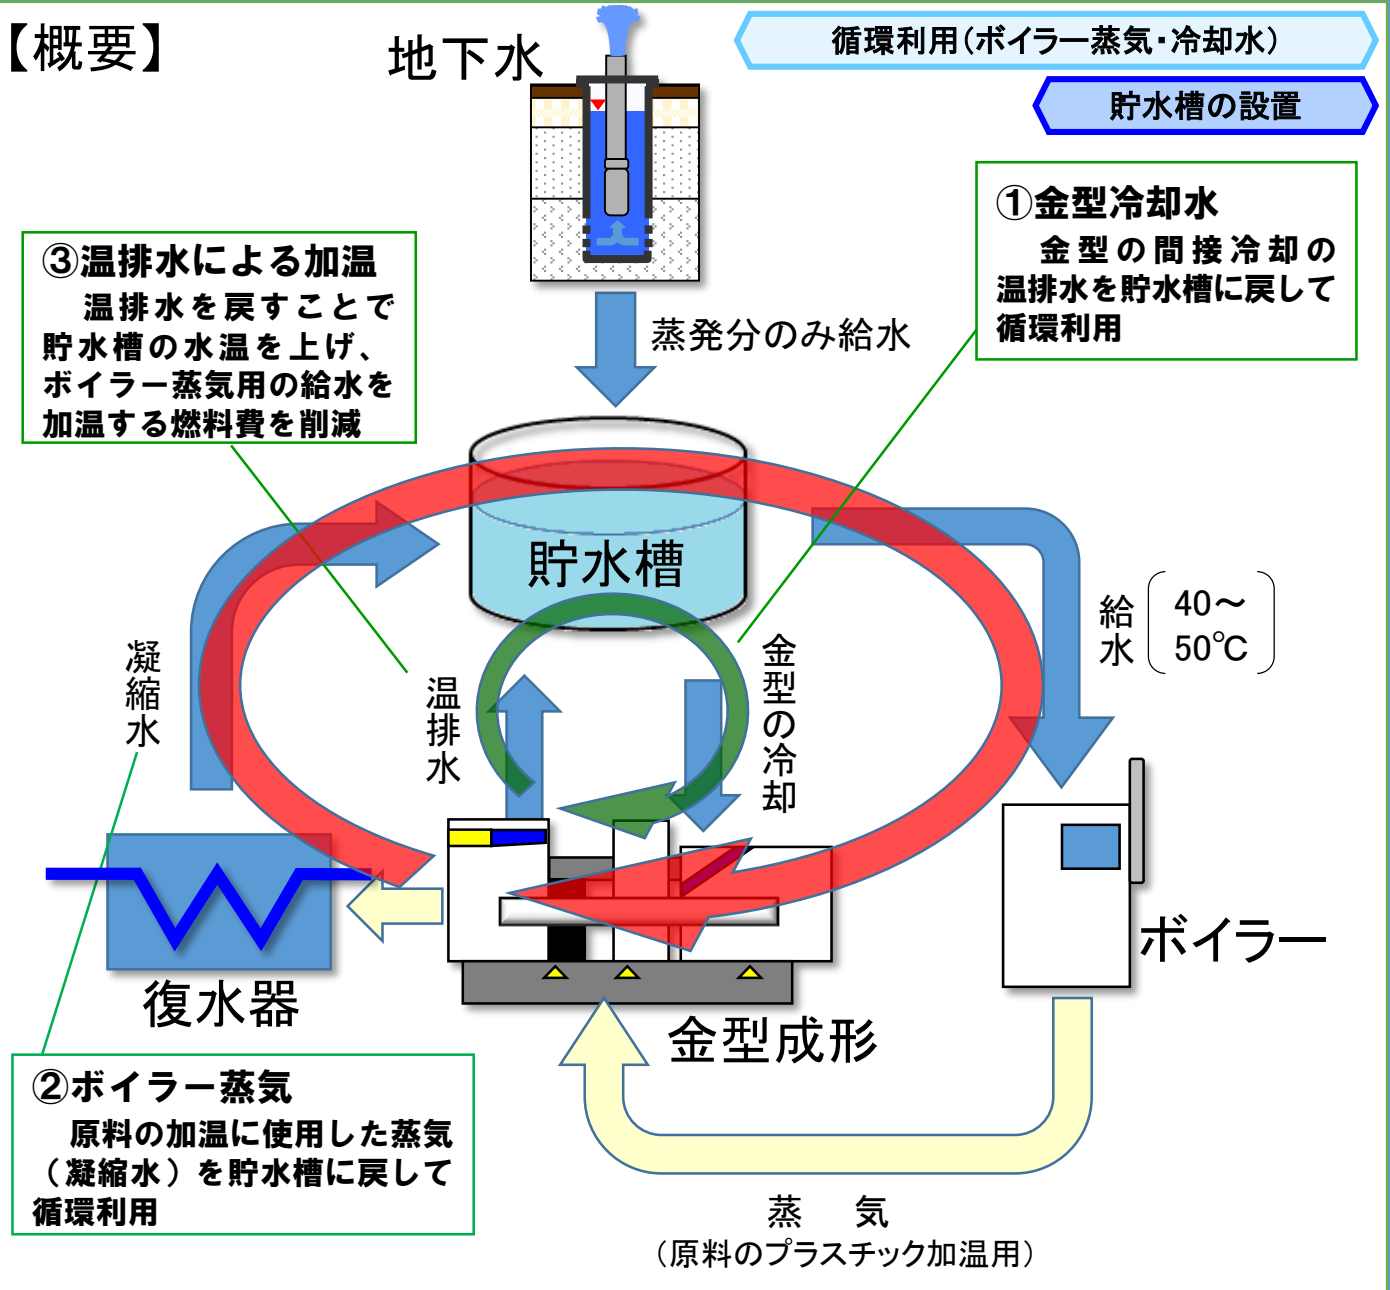 【概要】
地下水
循環利用(ボイラー蒸気・冷却水)
貯水槽の設置
①金型冷却水
金型の間接冷却の
温排水を貯水槽に戻して
循環利用
③温排水による加温
温排水を戻すことで
貯水槽の水温を上げ、
ボイラー蒸気用の給水を
加温する燃料費を削減
蒸発分のみ給水
貯水槽
給水
40~
50℃
凝縮水
温排水
金型の冷却
ボイラー
復水器
金型成形
②ボイラー蒸気
原料の加温に使用した蒸気
(凝縮水)を貯水槽に戻して
循環利用
蒸 気
(原料のプラスチック加温用)